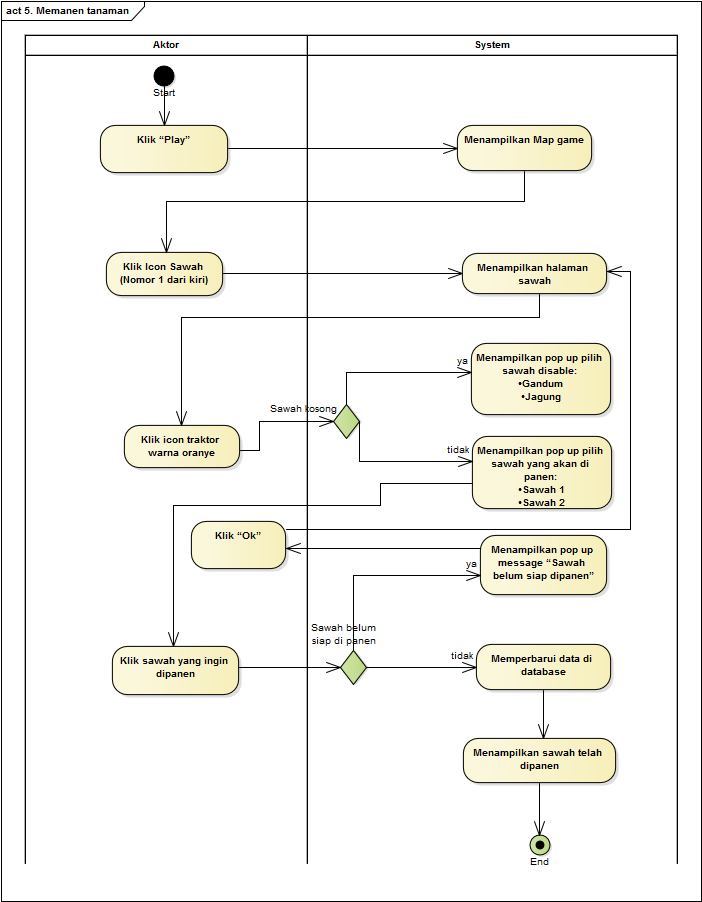 act 5. Memanen tanaman
Aktor
System
Start
Klik “Play”
Menampilkan Map game
Klik Icon Sawah
(Nomor 1 dari kiri)
Menampilkan halaman
sawah
ya
Menampilkan pop up pilih
sawah disable:
•Gandum
•Jagung
Sawah kosong
Klik icon traktor
warna oranye
tidak
Menampilkan pop up pilih
sawah yang akan di
panen:
•Sawah 1
•Sawah 2
Klik “Ok”
Menampilkan pop up
message “Sawah
belum siap dipanen”
ya
Sawah belum
siap di panen
Klik sawah yang ingin
dipanen
tidak
Memperbarui data di
database
Menampilkan sawah telah
dipanen
End